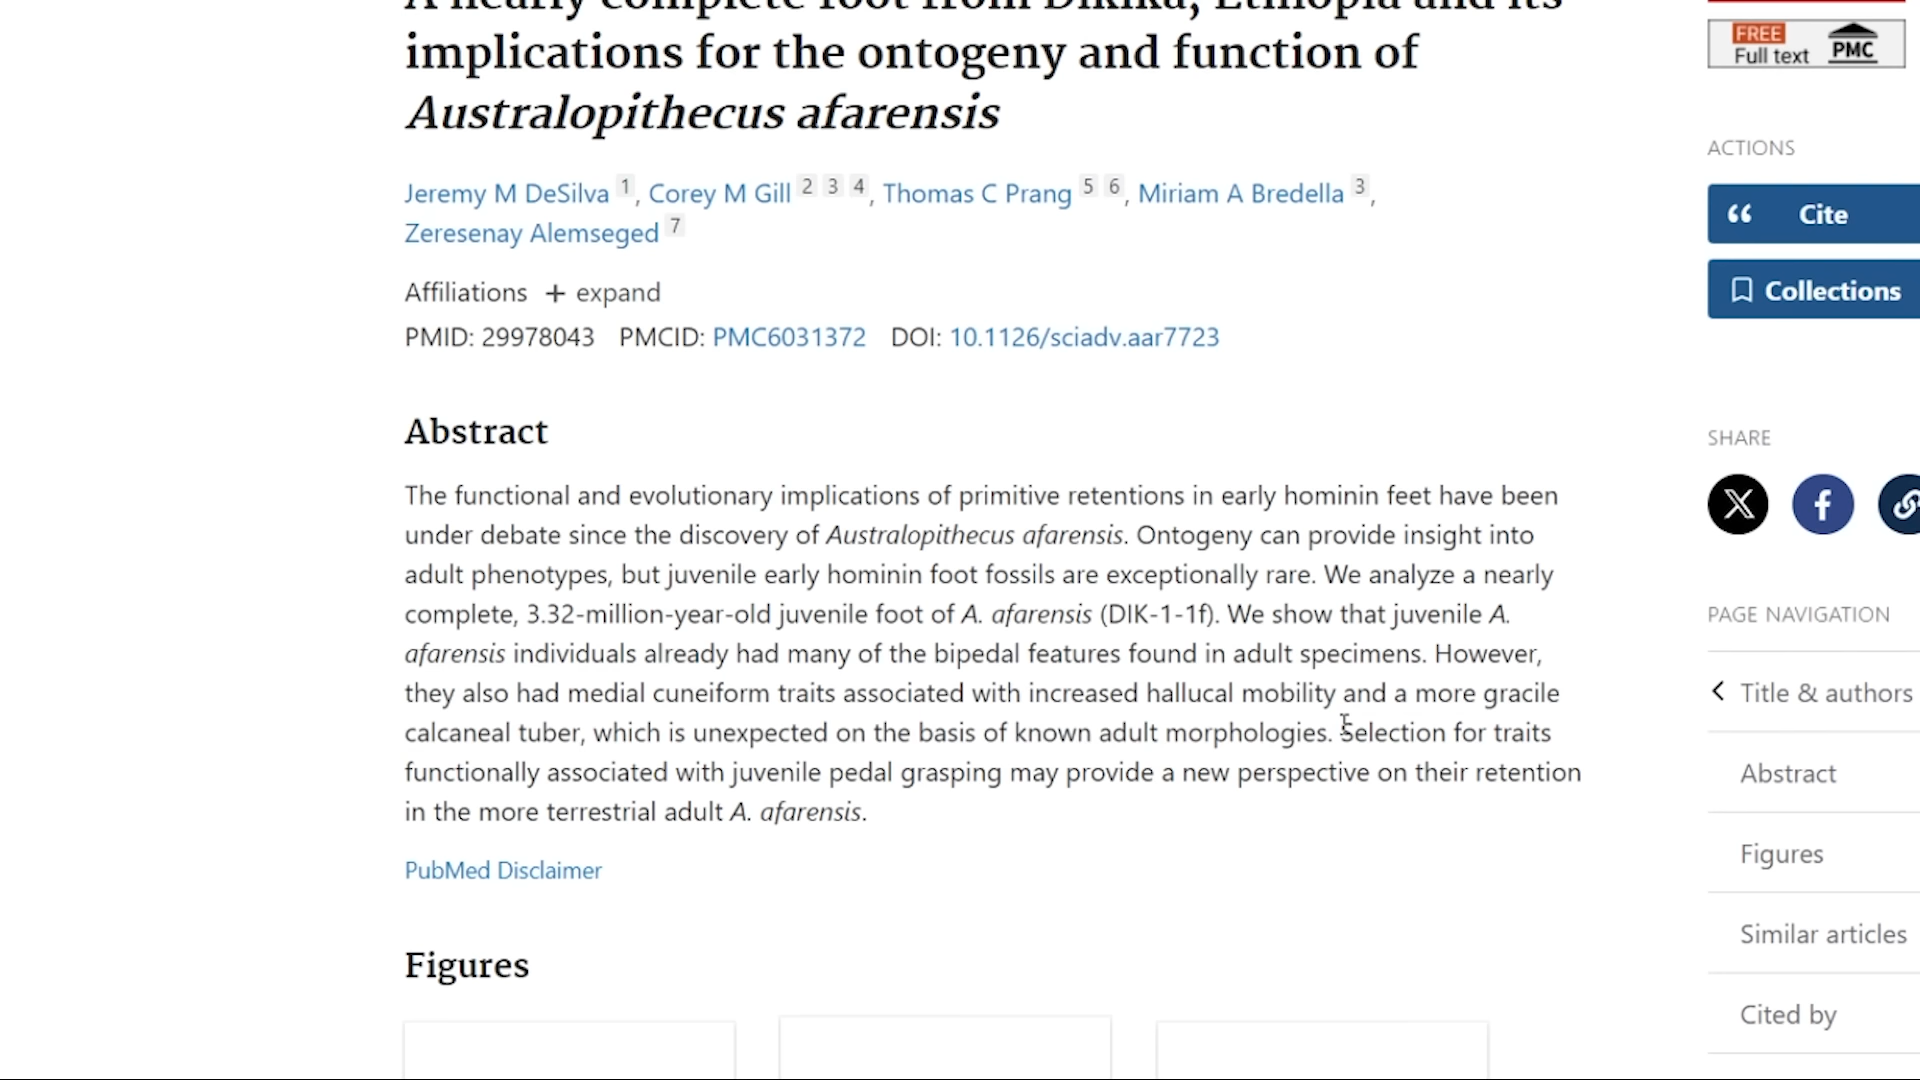 A nearly complete foot from Dikika, Ethiopia and its
implications for the ontogeny and function of
Australopithecus afarensis
Jeremy M DeSilva 1, Corey M Gill 2 3 4, Thomas C Prang 5 6, Miriam A Bredella 3,
Zeresenay Alemseged 7
Affiliations + expand
PMID: 29978043 PMCID: PMC6031372 DOI: 10.1126/sciadv.aar7723
Abstract
The functional and evolutionary implications of primitive retentions in early hominin feet have been
under debate since the discovery of Australopithecus afarensis. Ontogeny can provide insight into
adult phenotypes, but juvenile early hominin foot fossils are exceptionally rare. We analyze a nearly
complete, 3.32-million-year-old juvenile foot of A. afarensis (DIK-1-1f). We show that juvenile A.
afarensis individuals already had many of the bipedal features found in adult specimens. However,
they also had medial cuneiform traits associated with increased hallucal mobility and a more gracile
calcaneal tuber, which is unexpected on the basis of known adult morphologies. Selection for traits
functionally associated with juvenile pedal grasping may provide a new perspective on their retention
in the more terrestrial adult A. afarensis.
PubMed Disclaimer
Figures
FREE
Full text PMC
ACTIONS
Cite
Collections
SHARE
PAGE NAVIGATION
Title & authors
Abstract
Figures
Similar articles
Cited by